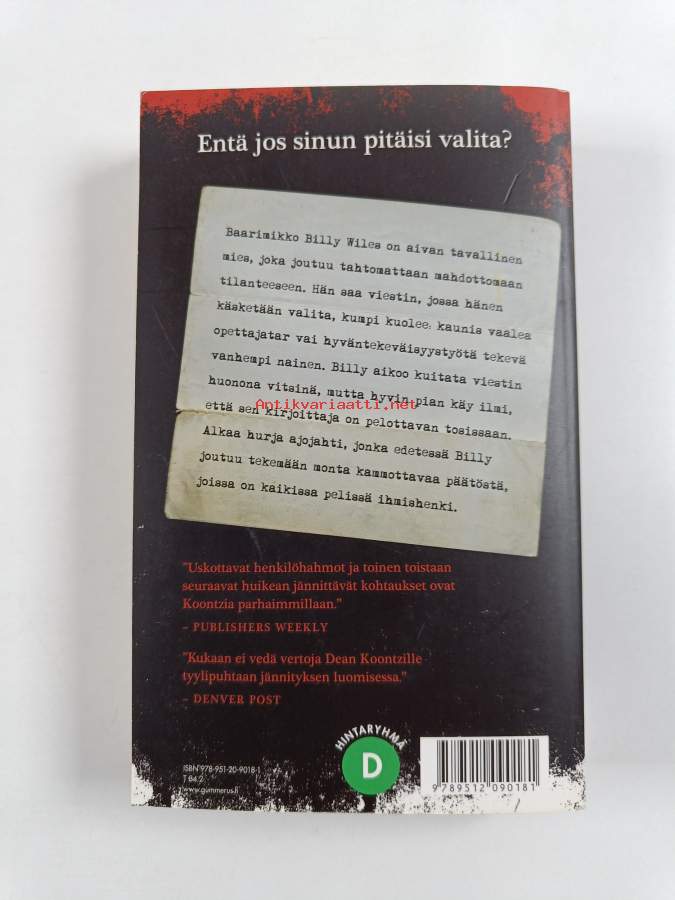 Entä jos sinun pitäisi valita?
Baarimikko Billy Wiles on aivan tavallinen
mies, joka joutuu tahtomattaan mahdottomaan
tilanteeseen. Hän saa viestin, jossa hänen
käsketään valita, kumpi kuolee: kaunis vaalea
opettajatar vai hyväntekeväisyystyötä tekevä
vanhempi nainen. Billy aikoo kuitata viestin
huonona vitsinä, mutta hyvin pian käy ilmi,
Antikvariaatti.net
että sen kirjoittaja on pelottavan tosissaan.
Alkaa hurja ajojahti, jonka edetessä Billy
joutuu tekemään monta kammottavaa päätöstä,
joissa on kaikissa pelissä ihmishenki.
"Uskottavat henkilöhahmot ja toinen toistaan
seuraavat huikean jännittävät kohtaukset ovat
Koontzia parhaimmillaan."
– PUBLISHERS WEEKLY
"Kukaan ei vedä vertoja Dean Koontzille
tyylipuhtaan jännityksen luomisessa."
– DENVER POST
HINTARYHMÄ
D
ISBN 978-951-20-9018-1
T 84.2
www.gummerus.fi
9789512090181